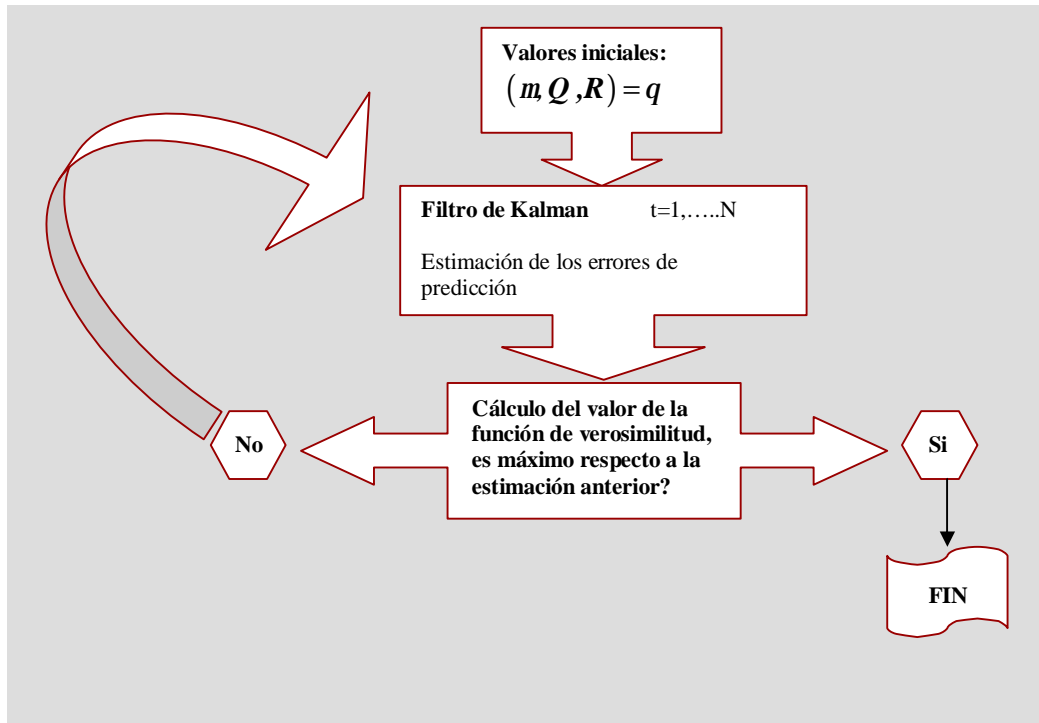 Valores iniciales:
(m, Q ,R) = q
Filtro de Kalman t=1,.....N
Estimación de los errores de
predicción
Cálculo del valor de la
función de verosimilitud,
es máximo respecto a la
estimación anterior?
No
Si
FIN